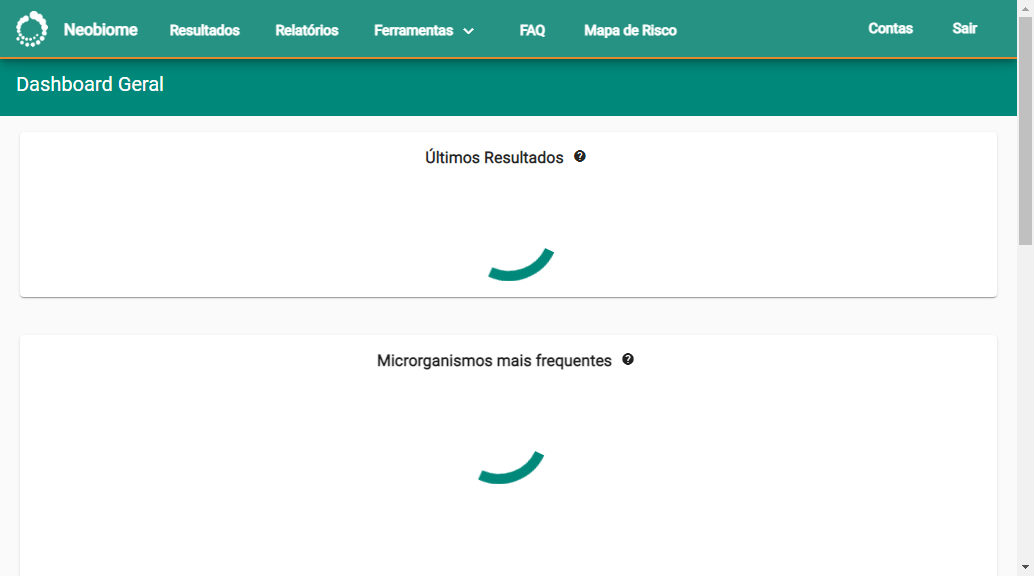 Neobiome Resultados Relatórios Ferramentas FAQ Mapa de Risco Contas Sair
Dashboard Geral
Últimos Resultados
Microrganismos mais frequentes